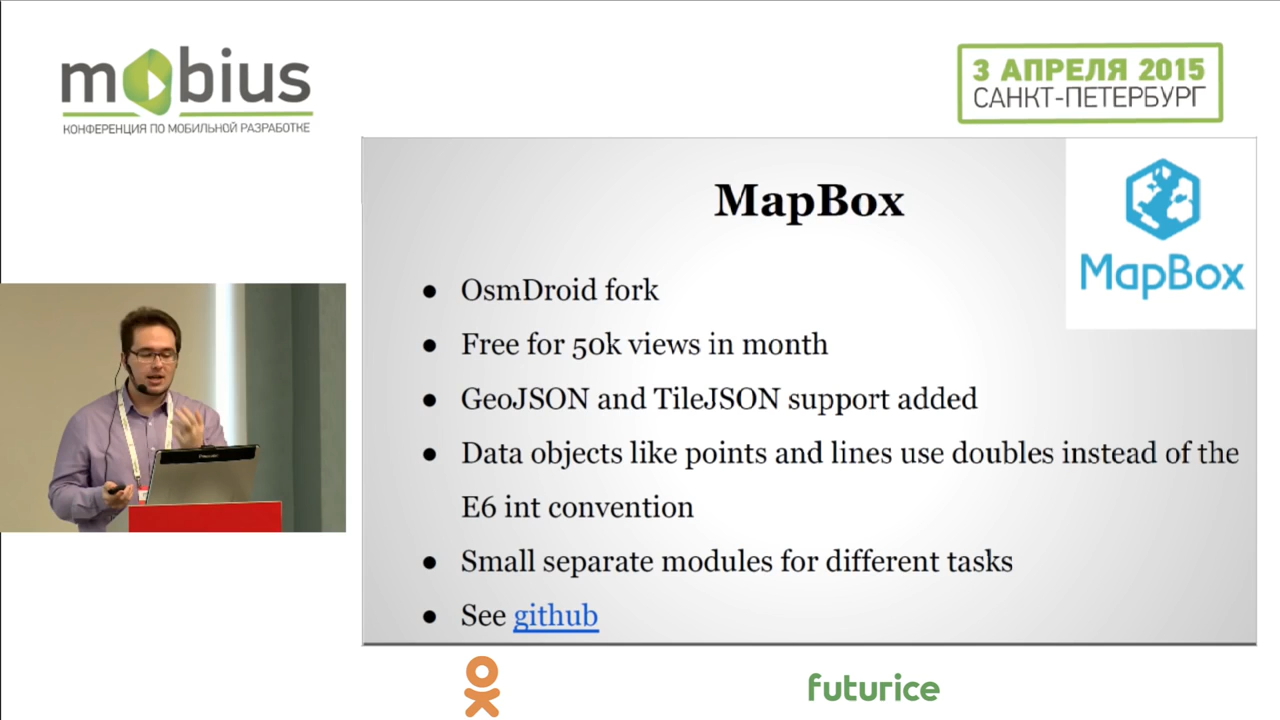 mobius
КОНФЕРЕНЦИЯ ПО МОБИЛЬНОЙ РАЗРАБОТКЕ
3 АПРЕЛЯ 2015
САНКТ-ПЕТЕРБУРГ
MapBox
MapBox
● OsmDroid fork
● Free for 50k views in month
● GeoJSON and TileJSON support added
● Data objects like points and lines use doubles instead of the
E6 int convention
● Small separate modules for different tasks
● See github
futurice